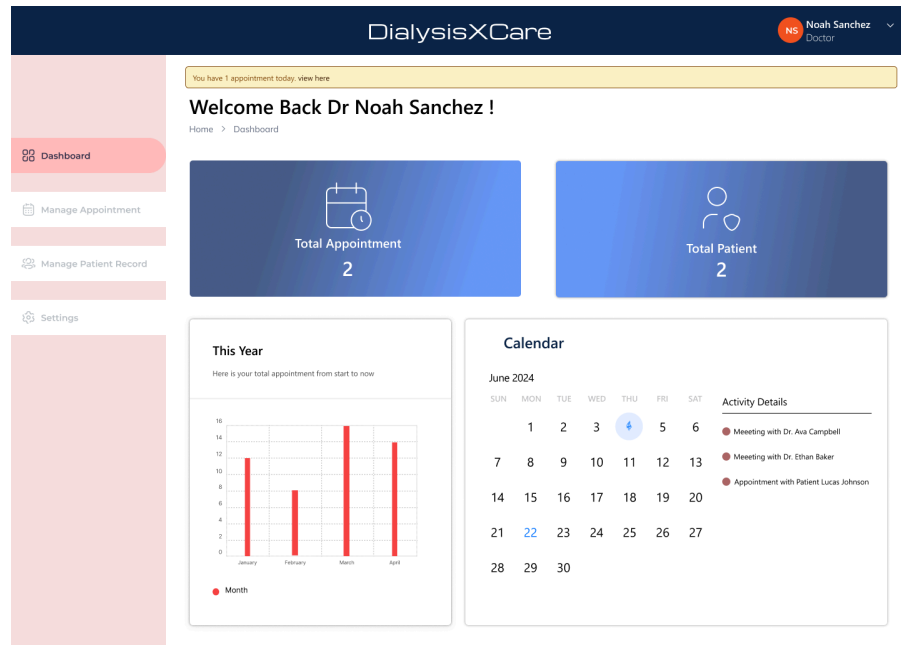 DialysisXCare
NS
Noah Sanchez
Doctor
You have 1 appointment today. view here
Welcome Back Dr Noah Sanchez !
Home > Dashboard
Dashboard
Manage Appointment
Manage Patient Record
Settings
Total Appointment
2
Total Patient
2
This Year
Here is your total appointment from start to now
16
14
12
10
8
6
4
2
0
January February March April
Month
Calendar
June 2024
SUN MON TUE WED THU FRI SAT
1 2 3 4 5 6
7 8 9 10 11 12 13
14 15 16 17 18 19 20
21 22 23 24 25 26 27
28 29 30
Activity Details
Meeeting with Dr. Ava Campbell
Meeeting with Dr. Ethan Baker
Appointment with Patient Lucas Johnson